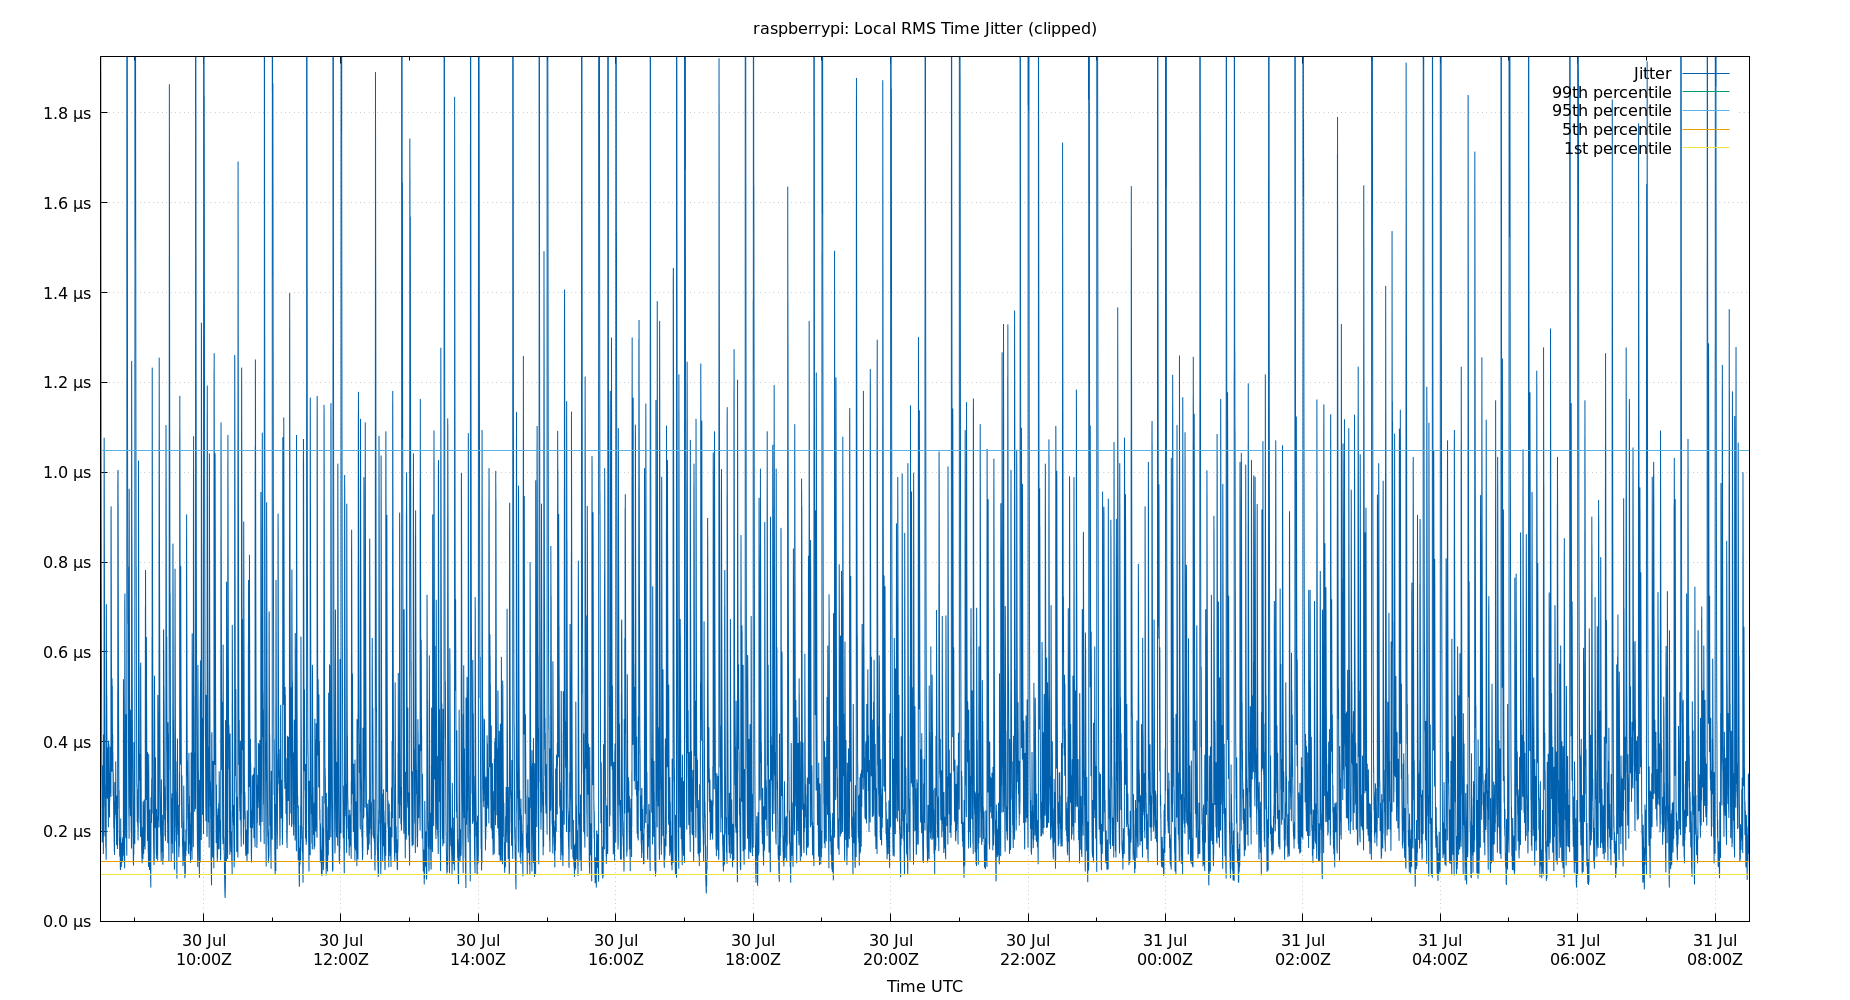 raspberrypi: Local RMS Time Jitter (clipped)
Jitter
99th percentile
95th percentile
5th percentile
1st percentile
1.8 µs
1.6 µs
1.4 µs
1.2 µs
1.0 µs
0.8 µs
0.6 µs
0.4 µs
0.2 µs
0.0 µs
30 Jul 30 Jul 30 Jul 30 Jul 30 Jul 30 Jul 30 Jul 31 Jul 31 Jul 31 Jul 31 Jul 31 Jul
10:00Z 12:00Z 14:00Z 16:00Z 18:00Z 20:00Z 22:00Z 00:00Z 02:00Z 04:00Z 06:00Z 08:00Z
Time UTC